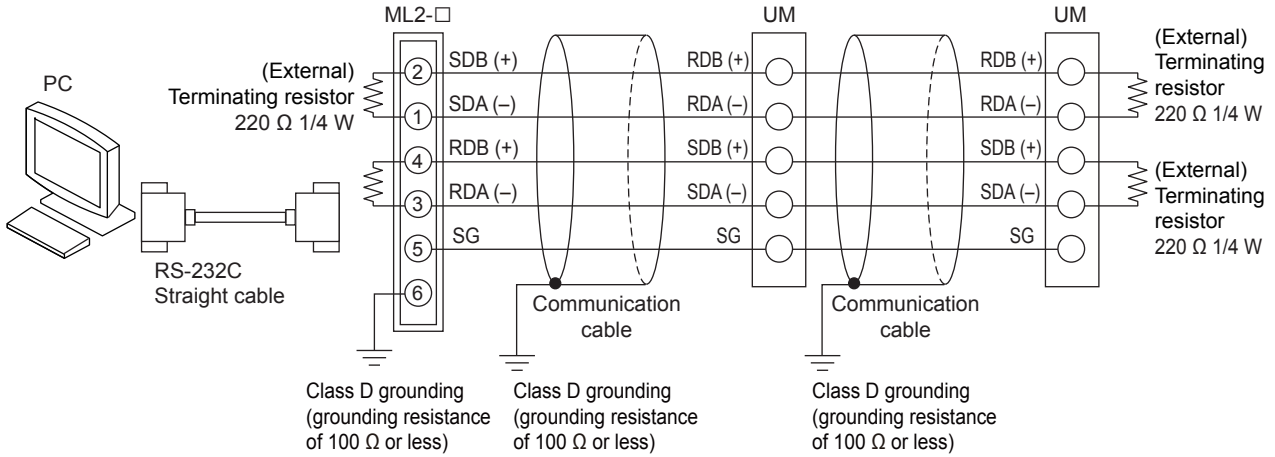 ML2-□
UM
UM
PC
(External)
Terminating resistor
220 Ω 1/4 W
RS-232C
Straight cable
2
1
4
3
5
6
SDB (+)
SDA (–)
RDB (+)
RDA (–)
SG
RDB (+)
RDA (–)
SDB (+)
SDA (–)
SG
RDB (+)
RDA (–)
SDB (+)
SDA (–)
SG
(External)
Terminating
resistor
220 Ω 1/4 W
(External)
Terminating
resistor
220 Ω 1/4 W
Communication
cable
Communication
cable
Class D grounding
(grounding resistance
of 100 Ω or less)
Class D grounding
(grounding resistance
of 100 Ω or less)
Class D grounding
(grounding resistance
of 100 Ω or less)